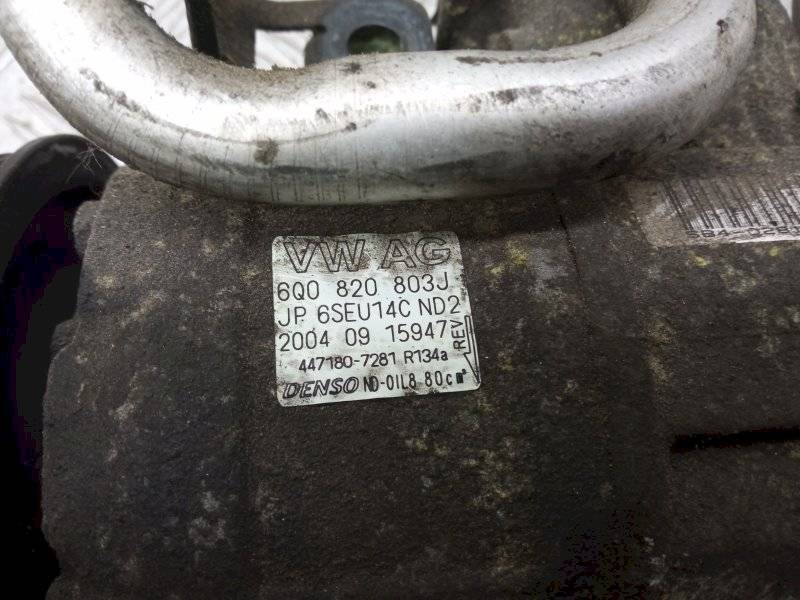 VW AG
6Q0 820 803J
JP 6SEU14C ND2
2004 09 15947
REV
447180-7281 R134a
DENSO ND-OIL8 80cm³